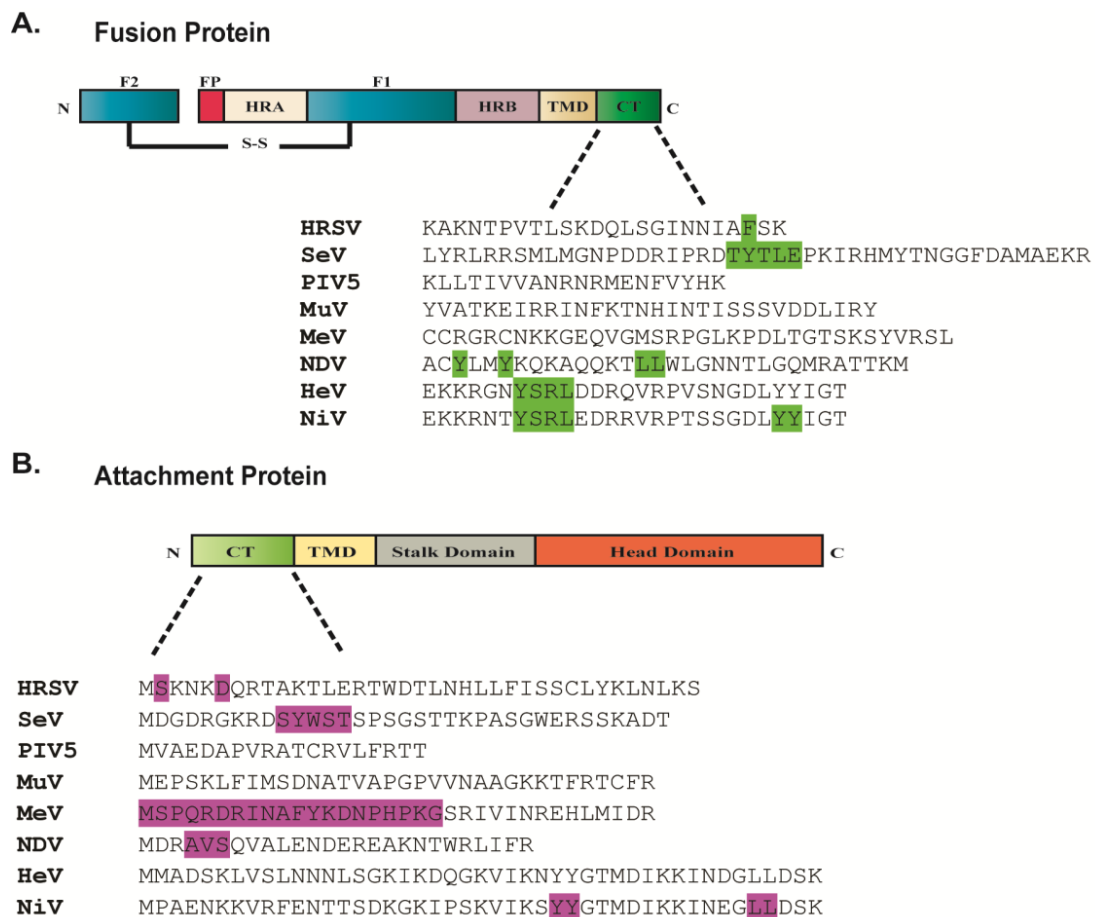 A. Fusion Protein
F2 FP F1
N HRA HRB TMD CT C
S-S
HRSV KAKNTPVTLSKDQLSGINNIAFSK
SeV LYRLRRSMLMGNPDDRIPRDTYTLEPKIRHMYTNGGFDAMAEKR
PIV5 KLLTIVVANRNRMENFVYHK
MuV YVATKEIRRINFKTNHINTISSSVDDLIRY
MeV CCRGRCNKKGEQVGMSRPGLKPDLTGTSKSYVRSL
NDV ACYLMYKQKAQQKTLLWLGNNTLGQMRATTKM
HeV EKKRGNYSRLDDRQVRPVSNGDLYYIGT
NiV EKKRNTYSRLEDRRVRPTSSGDLYYIGT
B. Attachment Protein
N CT TMD Stalk Domain Head Domain C
HRSV MSKNKDQRTAKTLERTWDTLNHLLFISSCLYKLNLKS
SeV MDGDRGKRDSYWSTSPSGSTTKPASGWERSSKADT
PIV5 MVAEDAPVRATCRVLFRTT
MuV MEPSKLFIMSDNATVAPGPVVNAAGKKTFRTCFR
MeV MSPQRDRINAFYKDNPHPKGSRIVINREHLMIDR
NDV MDRAVSQVALENDEREAKNTWRLIFR
HeV MMADSKLVSLNNNLSGKIKDQGKVIKNYYGTMDIKKINDGLLDSK
NiV MPAENKKVRFENTTSDKGKIPSKVIKSYYGTMDIKKINEGLLDSK